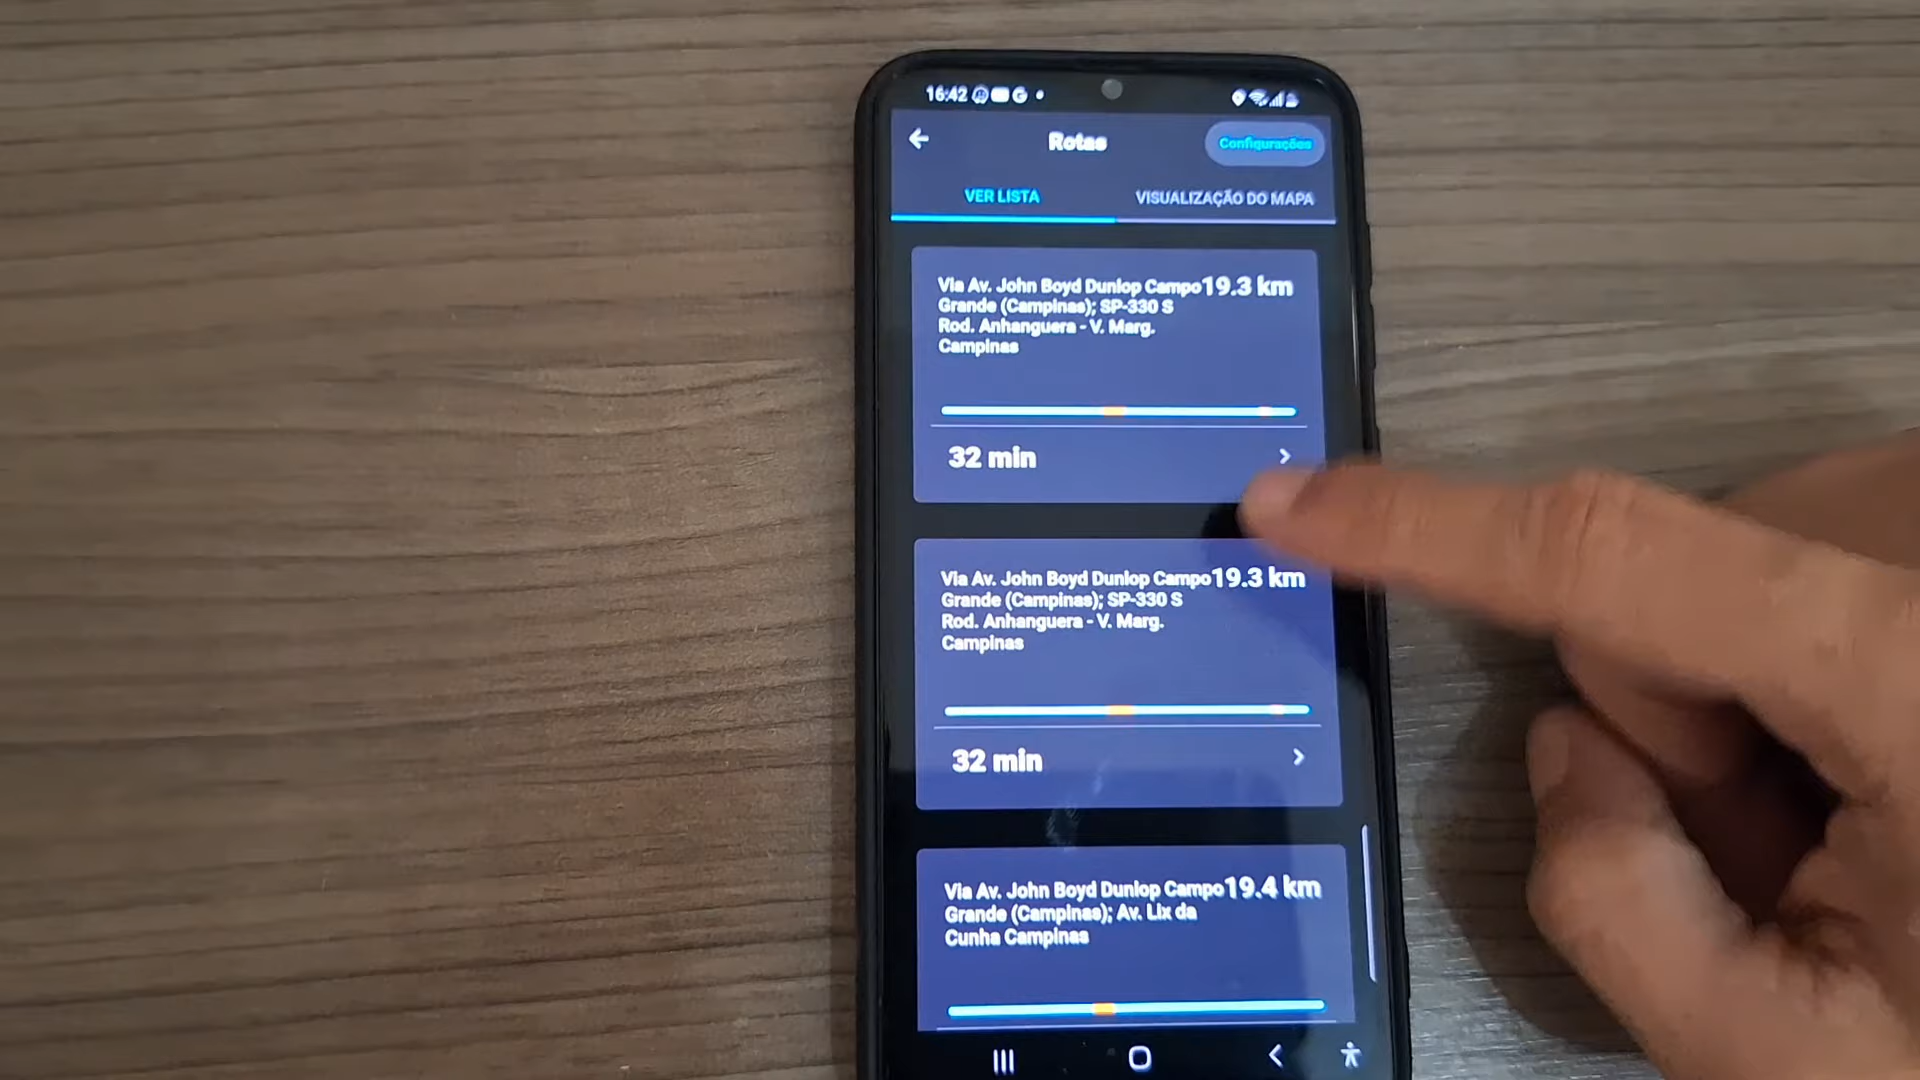 16:42
Rotas
Configurações
VER LISTA
VISUALIZAÇÃO DO MAPA
Via Av. John Boyd Dunlop Campo 19.3 km
Grande (Campinas); SP-330 S
Rod. Anhanguera - V. Marg.
Campinas
32 min
Via Av. John Boyd Dunlop Campo 19.3 km
Grande (Campinas); SP-330 S
Rod. Anhanguera - V. Marg.
Campinas
32 min
Via Av. John Boyd Dunlop Campo 19.4 km
Grande (Campinas); Av. Lix da
Cunha Campinas